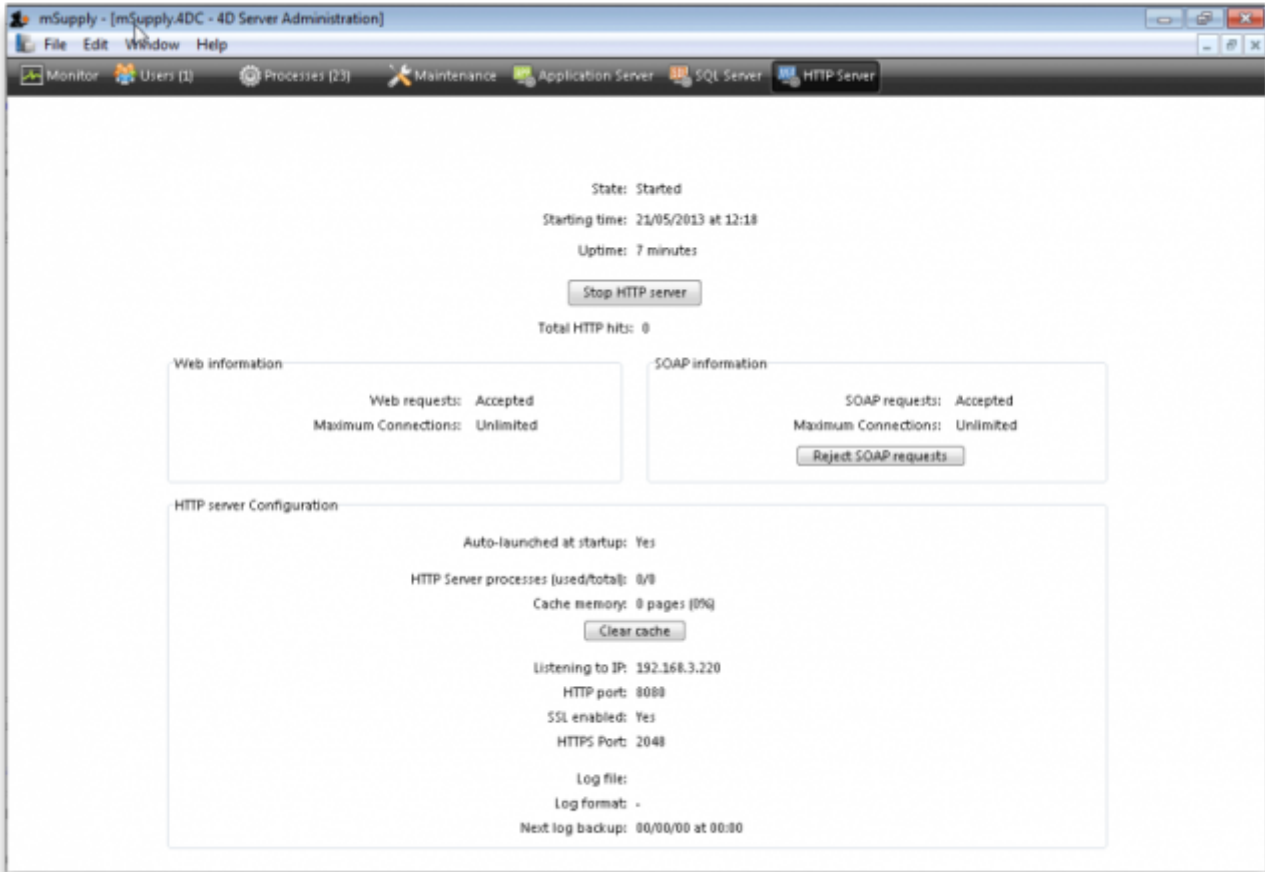 mSupply - [mSupply.4DC - 4D Server Administration]
File Edit Window Help
Monitor Users (1) Processes (23) Maintenance Application Server SQL Server HTTP Server
State: Started
Starting time: 21/05/2013 at 12:18
Uptime: 7 minutes
Stop HTTP server
Total HTTP hits: 0
Web information
Web requests: Accepted
Maximum Connections: Unlimited
SOAP information
SOAP requests: Accepted
Maximum Connections: Unlimited
Reject SOAP requests
HTTP server Configuration
Auto-launched at startup: Yes
HTTP Server processes (used/total): 0/0
Cache memory: 0 pages (0%)
Clear cache
Listening to IP: 192.168.3.220
HTTP port: 8080
SSL enabled: Yes
HTTPS Port: 2048
Log file:
Log format: -
Next log backup: 00/00/00 at 00:00